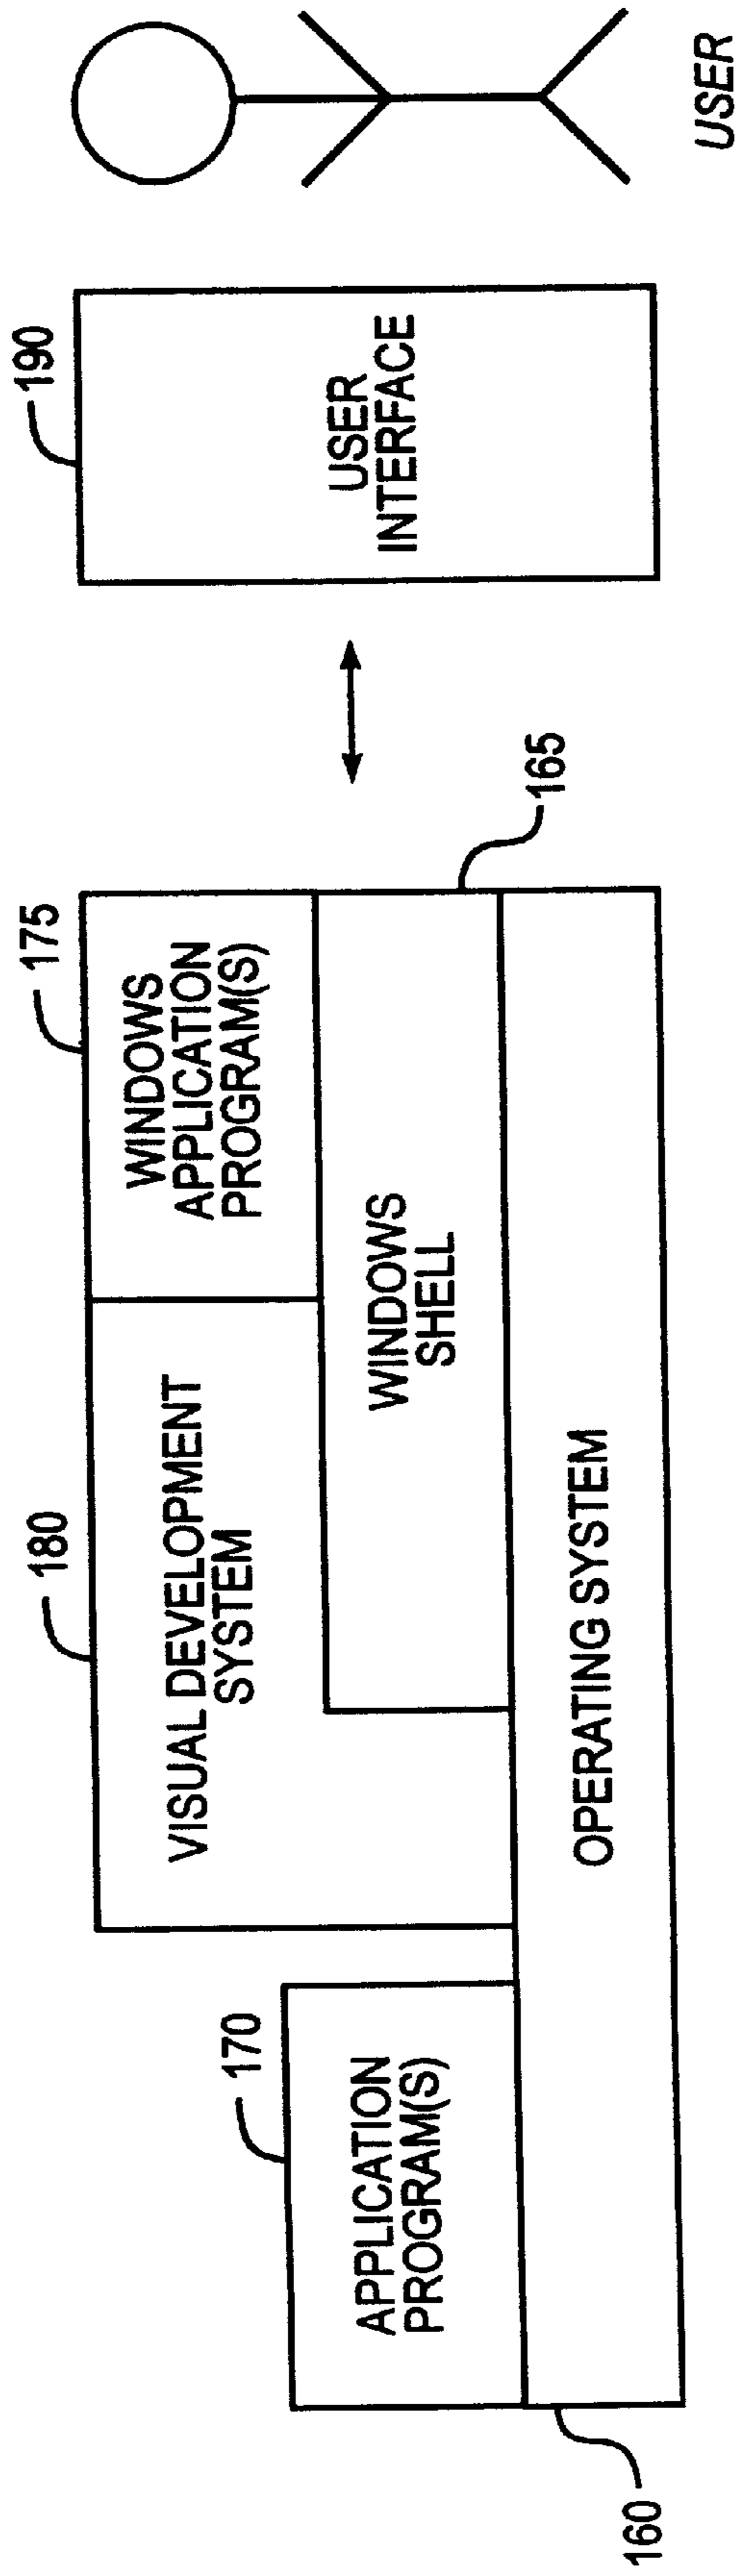 170
APPLICATION
PROGRAM(S)
180
VISUAL DEVELOPMENT
SYSTEM
175
WINDOWS
APPLICATION
PROGRAM(S)
WINDOWS
SHELL
165
OPERATING SYSTEM
160
190
USER
INTERFACE
USER